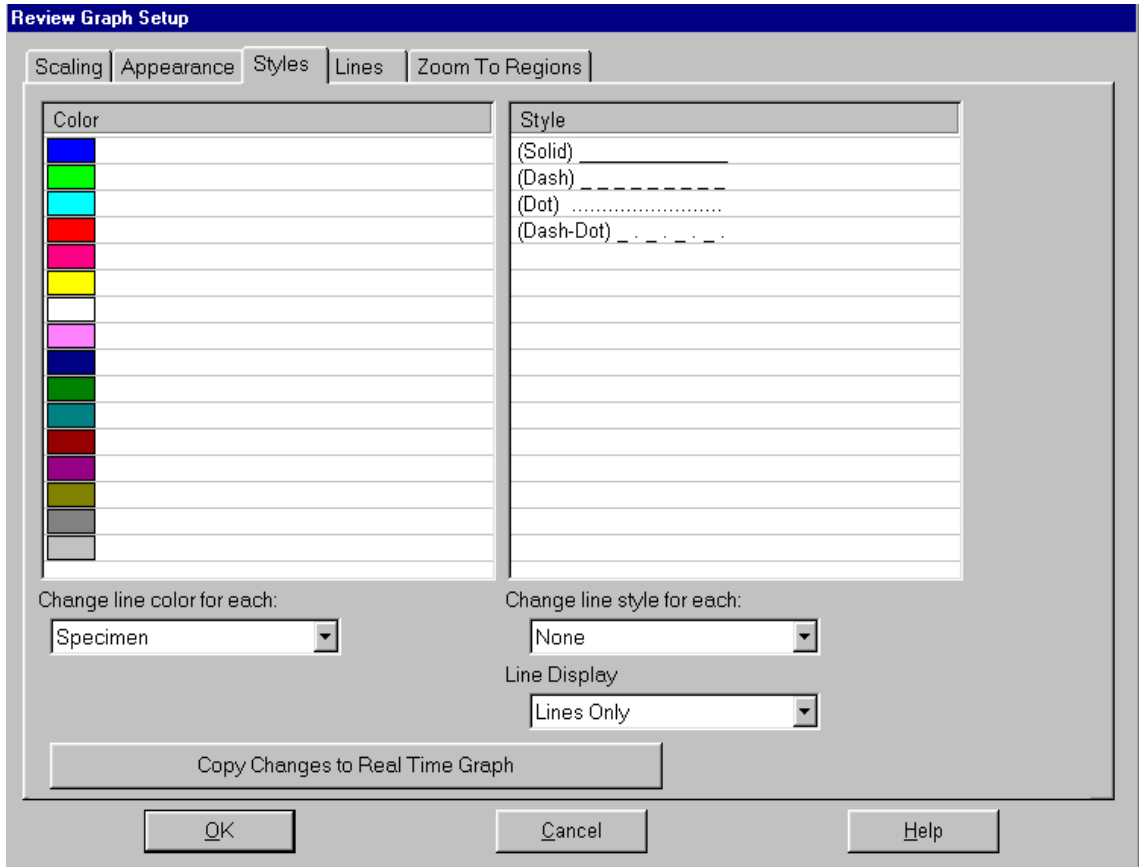 Review Graph Setup
Scaling Appearance Styles Lines Zoom To Regions
Color
Style
(Solid) _____________
(Dash) _ _ _ _ _ _ _ _ _
(Dot) .........................
(Dash-Dot) _ . _ . _ . _ .
Change line color for each:
Change line style for each:
Specimen
None
Line Display
Lines Only
Copy Changes to Real Time Graph
OK Cancel Help